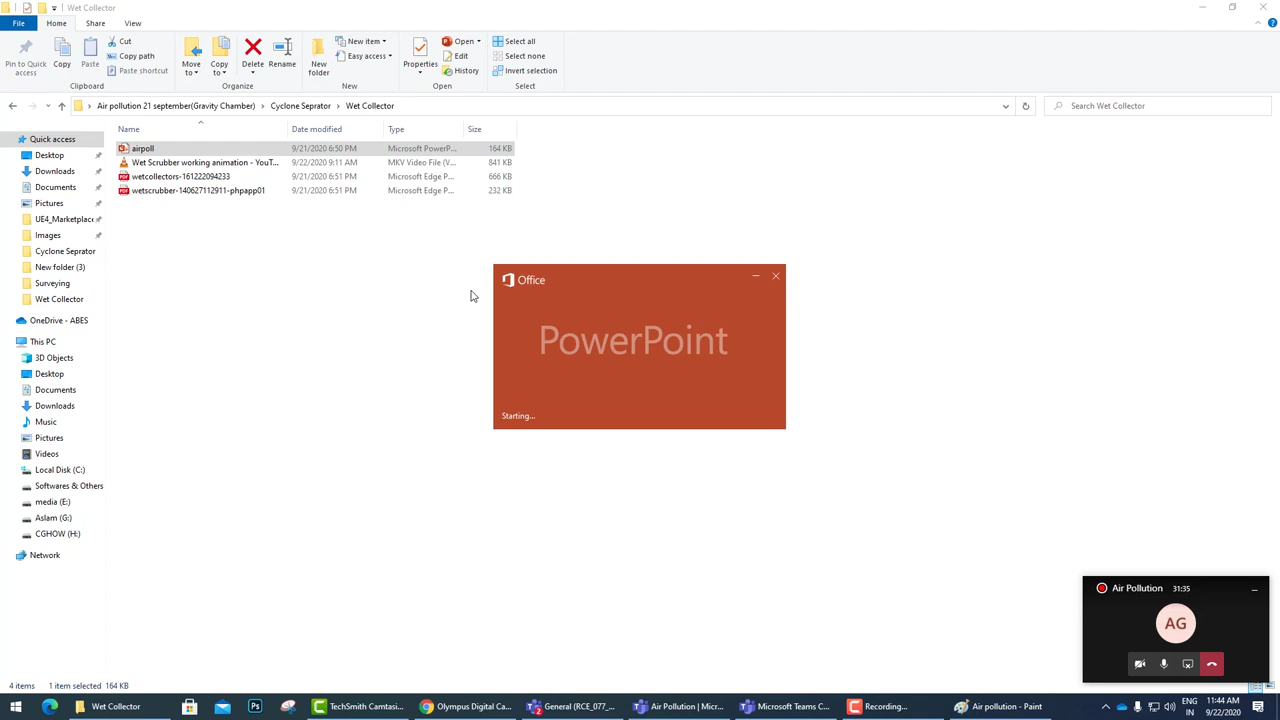 Wet Collector
File Home Share View
Pin to Quick access
Copy
Paste
Cut
Copy path
Paste shortcut
Clipboard
Move to
Copy to
Delete
Rename
Organize
New folder
New item
Easy access
New
Properties
Open
Edit
History
Open
Select all
Select none
Invert selection
Select
Air pollution 21 september(Gravity Chamber) > Cyclone Seprator > Wet Collector
Search Wet Collector
Name Date modified Type Size
airpoll 9/21/2020 6:50 PM Microsoft PowerP... 164 KB
Wet Scrubber working animation - YouT... 9/22/2020 9:11 AM MKV Video File (V... 841 KB
wetcollectors-161222094233 9/21/2020 6:51 PM Microsoft Edge P... 666 KB
wetscrubber-140627112911-phpapp01 9/21/2020 6:51 PM Microsoft Edge P... 232 KB
Quick access
Desktop
Downloads
Documents
Pictures
UE4_Marketplace
Images
Cyclone Seprator
New folder (3)
Surveying
Wet Collector
OneDrive - ABES
This PC
3D Objects
Desktop
Documents
Downloads
Music
Pictures
Videos
Local Disk (C:)
Softwares & Others
media (E:)
Aslam (G:)
CGHOW (H:)
Network
Office
PowerPoint
Starting...
Air Pollution 31:35
AG
4 items 1 item selected 164 KB
Wet Collector
Ps
TechSmith Camtasi...
Olympus Digital Ca...
2
General (RCE_077_...
Air Pollution | Micr...
Microsoft Teams C...
Recording...
Air pollution - Paint
ENG
IN
11:44 AM
9/22/2020